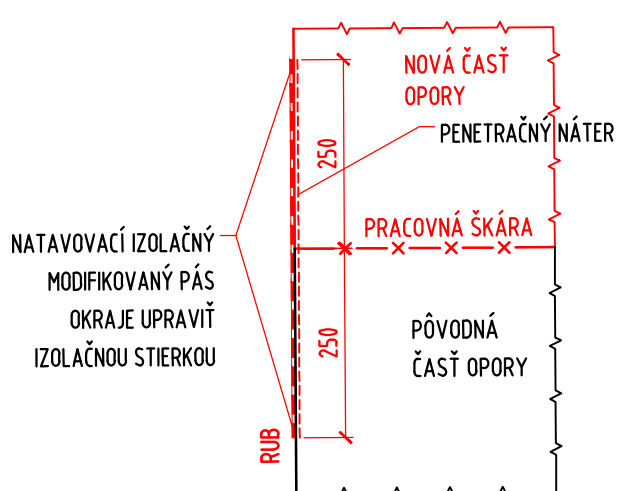 NOVÁ ČASŤ
OPORY
PENETRAČNÝ NÁTER
250
PRACOVNÁ ŠKÁRA
NATAVOVACÍ IZOLAČNÝ
MODIFIKOVANÝ PÁS
OKRAJE UPRAVIŤ
IZOLAČNOU STIERKOU
250
PÔVODNÁ
ČASŤ OPORY
RUB